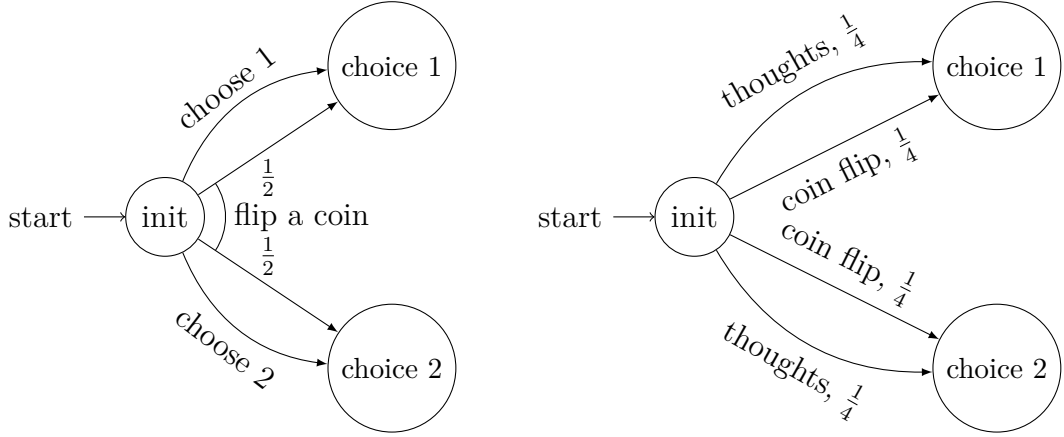 choose 1
choice 1
1/2
start
init
flip a coin
1/2
choose 2
choice 2
thoughts, 1/4
choice 1
coin flip, 1/4
start
init
coin flip, 1/4
thoughts, 1/4
choice 2